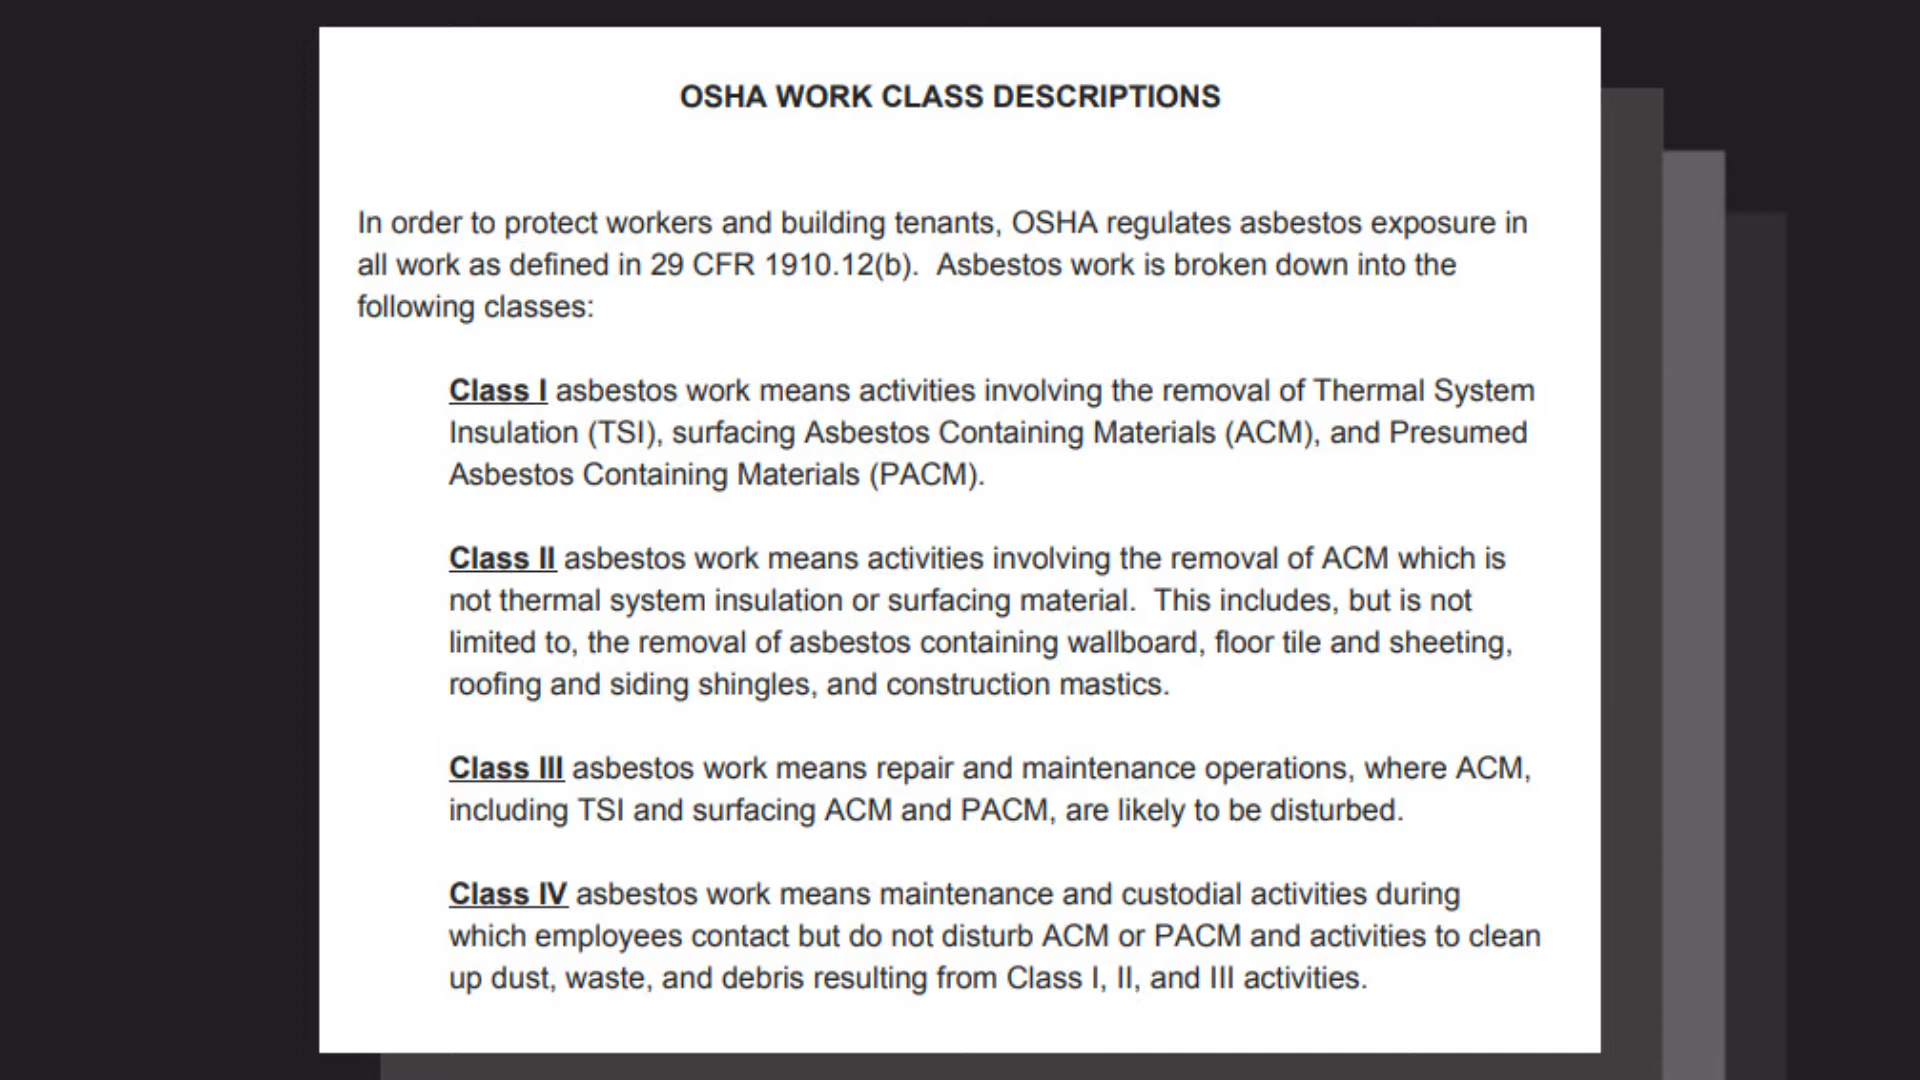 OSHA WORK CLASS DESCRIPTIONS
In order to protect workers and building tenants, OSHA regulates asbestos exposure in
all work as defined in 29 CFR 1910.12(b).  Asbestos work is broken down into the
following classes:
Class I asbestos work means activities involving the removal of Thermal System
Insulation (TSI), surfacing Asbestos Containing Materials (ACM), and Presumed
Asbestos Containing Materials (PACM).
Class II asbestos work means activities involving the removal of ACM which is
not thermal system insulation or surfacing material.  This includes, but is not
limited to, the removal of asbestos containing wallboard, floor tile and sheeting,
roofing and siding shingles, and construction mastics.
Class III asbestos work means repair and maintenance operations, where ACM,
including TSI and surfacing ACM and PACM, are likely to be disturbed.
Class IV asbestos work means maintenance and custodial activities during
which employees contact but do not disturb ACM or PACM and activities to clean
up dust, waste, and debris resulting from Class I, II, and III activities.